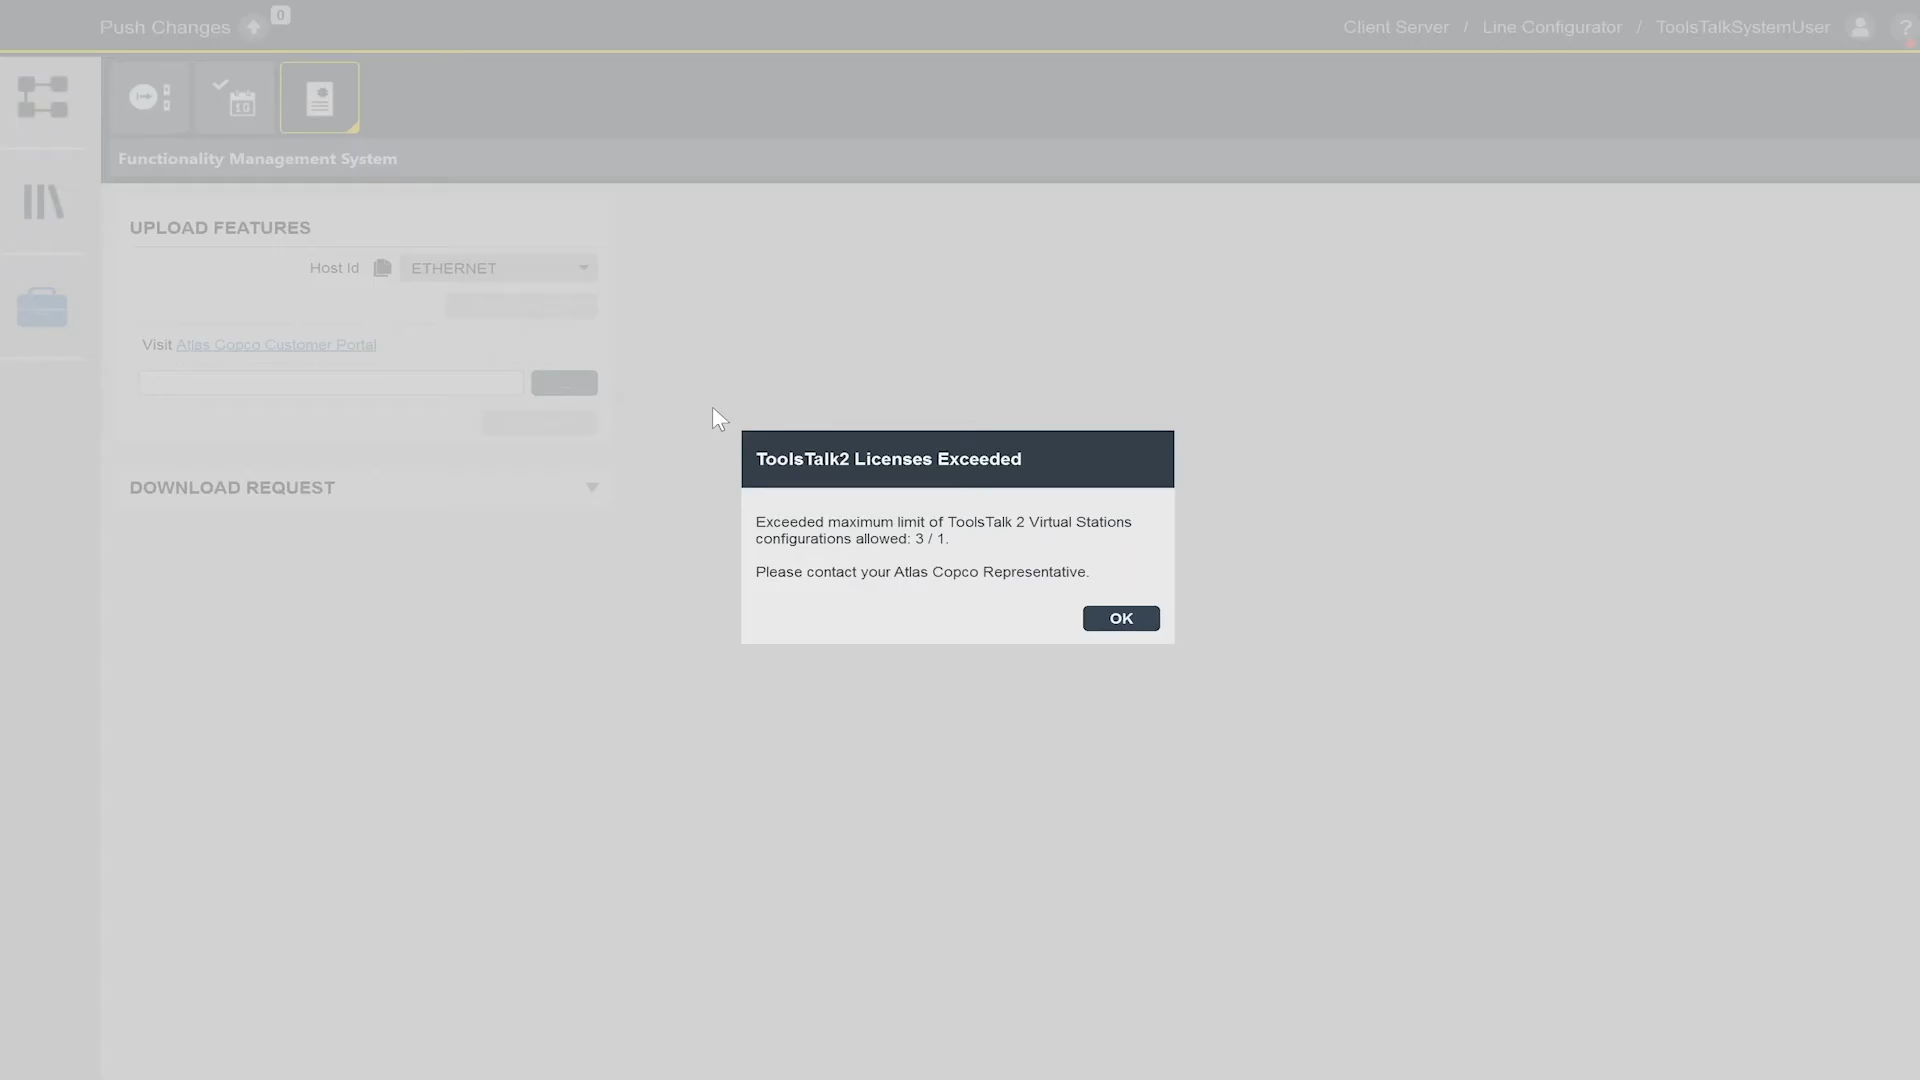 Push Changes
0
Client Server / Line Configurator / ToolsTalkSystemUser
?
10
Functionality Management System
UPLOAD FEATURES
Host Id ETHERNET
Visit Atlas Copco Customer Portal
...
DOWNLOAD REQUEST
ToolsTalk2 Licenses Exceeded
Exceeded maximum limit of ToolsTalk 2 Virtual Stations
configurations allowed: 3 / 1.
Please contact your Atlas Copco Representative.
OK